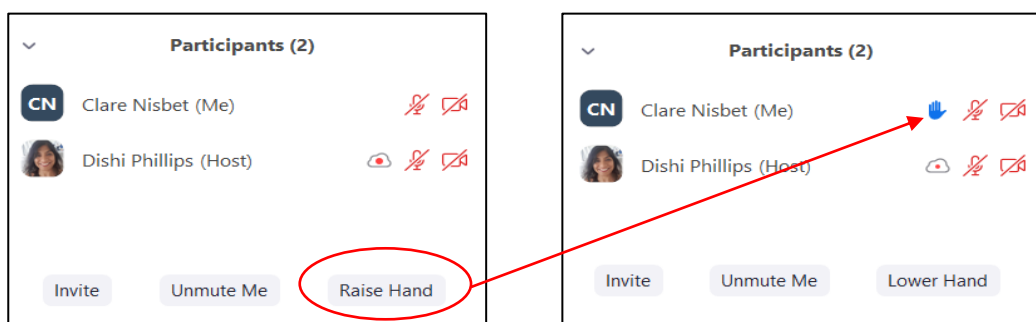 Participants (2)
CN Clare Nisbet (Me)
Dishi Phillips (Host)
Invite Unmute Me Raise Hand
Participants (2)
CN Clare Nisbet (Me)
Dishi Phillips (Host)
Invite Unmute Me Lower Hand